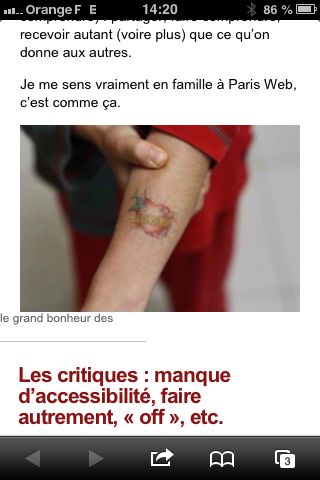 Orange F E 14:20 86 %
comprendre) : partager, faire comprendre,
recevoir autant (voire plus) que ce qu'on
donne aux autres.
Je me sens vraiment en famille à Paris Web,
c'est comme ça.
le grand bonheur des
Les critiques : manque
d'accessibilité, faire
autrement, « off », etc.
3